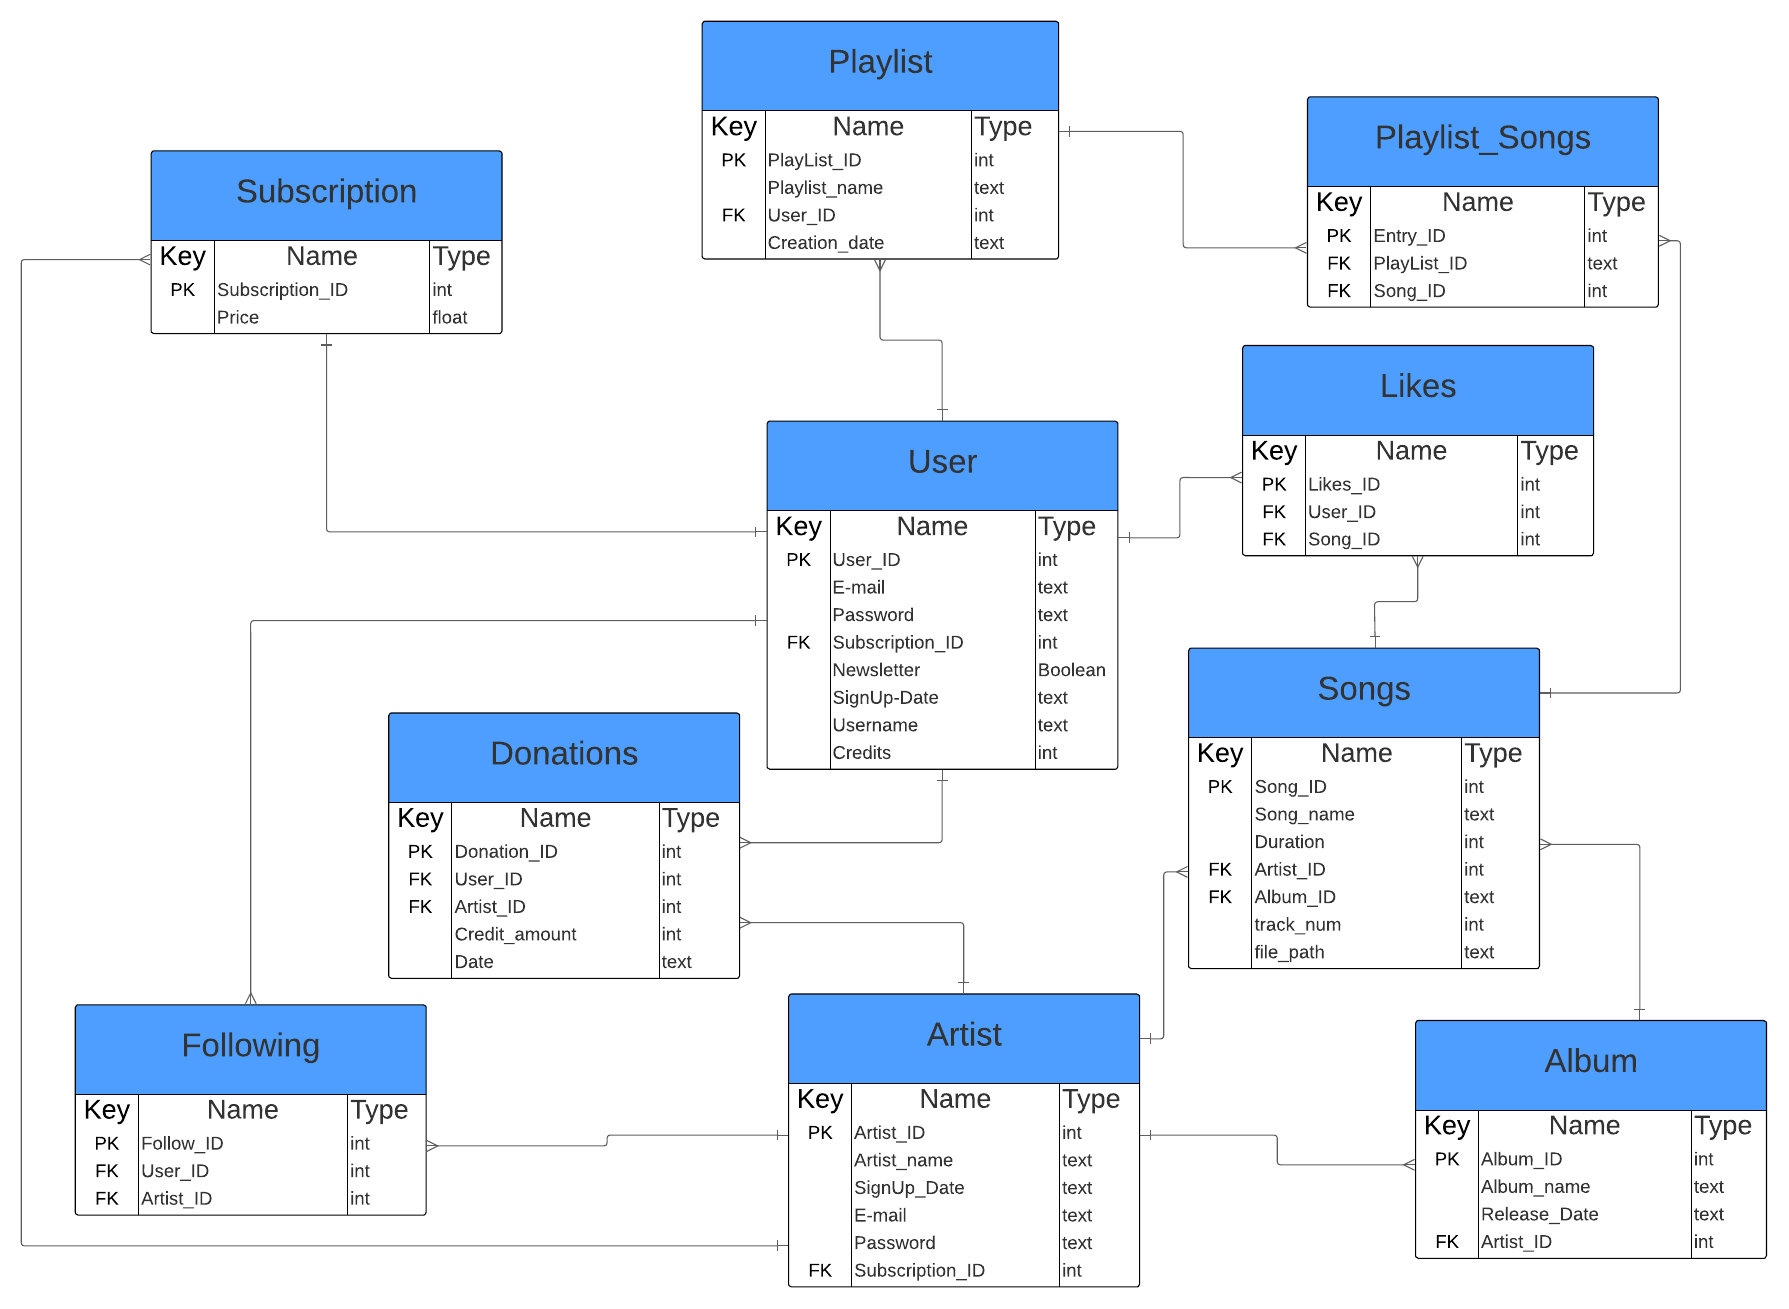 Playlist
Key Name Type
PK PlayList_ID int
Playlist_name text
FK User_ID int
Creation_date text
Playlist_Songs
Key Name Type
PK Entry_ID int
FK PlayList_ID text
FK Song_ID int
Subscription
Key Name Type
PK Subscription_ID int
Price float
Likes
Key Name Type
PK Likes_ID int
FK User_ID int
FK Song_ID int
User
Key Name Type
PK User_ID int
E-mail text
Password text
FK Subscription_ID int
Newsletter Boolean
SignUp-Date text
Username text
Credits int
Songs
Key Name Type
PK Song_ID int
Song_name text
Duration int
FK Artist_ID int
FK Album_ID text
track_num int
file_path text
Donations
Key Name Type
PK Donation_ID int
FK User_ID int
FK Artist_ID int
Credit_amount int
Date text
Following
Key Name Type
PK Follow_ID int
FK User_ID int
FK Artist_ID int
Artist
Key Name Type
PK Artist_ID int
Artist_name text
SignUp_Date text
E-mail text
Password text
FK Subscription_ID int
Album
Key Name Type
PK Album_ID int
Album_name text
Release_Date text
FK Artist_ID int